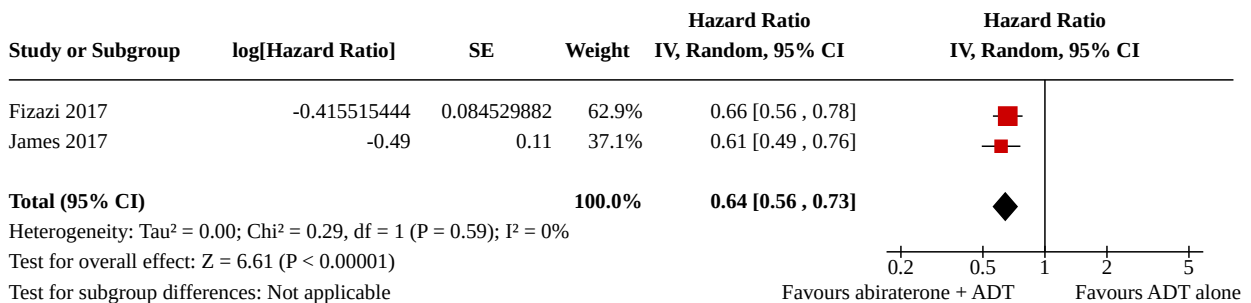 Hazard Ratio Hazard Ratio
Study or Subgroup log[Hazard Ratio] SE Weight IV, Random, 95% CI IV, Random, 95% CI
Fizazi 2017 -0.415515444 0.084529882 62.9% 0.66 [0.56 , 0.78]
James 2017 -0.49 0.11 37.1% 0.61 [0.49 , 0.76]
Total (95% CI) 100.0% 0.64 [0.56 , 0.73]
Heterogeneity: Tau² = 0.00; Chi² = 0.29, df = 1 (P = 0.59); I² = 0%
Test for overall effect: Z = 6.61 (P < 0.00001) 0.2 0.5 1 2 5
Test for subgroup differences: Not applicable Favours abiraterone + ADT Favours ADT alone